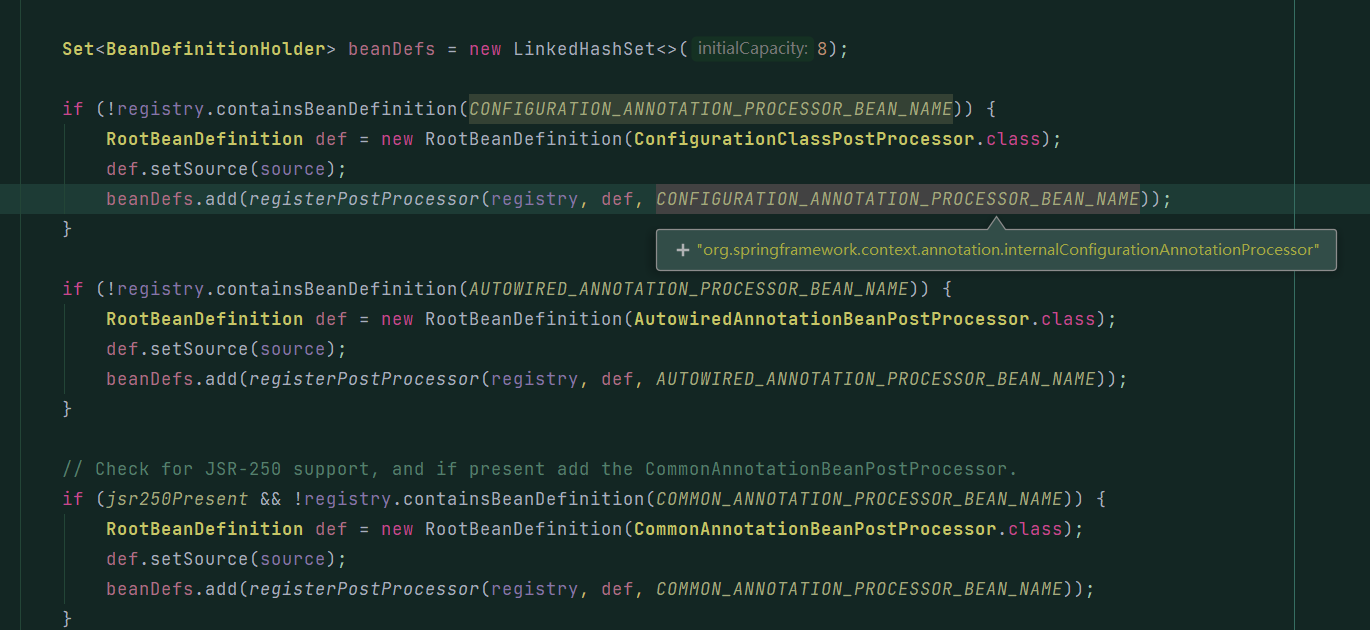 Set<BeanDefinitionHolder> beanDefs = new LinkedHashSet<>( initialCapacity: 8);
if (!registry.containsBeanDefinition(CONFIGURATION_ANNOTATION_PROCESSOR_BEAN_NAME)) {
RootBeanDefinition def = new RootBeanDefinition(ConfigurationClassPostProcessor.class);
def.setSource(source);
beanDefs.add(registerPostProcessor(registry, def, CONFIGURATION_ANNOTATION_PROCESSOR_BEAN_NAME));
}
+ "org.springframework.context.annotation.internalConfigurationAnnotationProcessor"
if (!registry.containsBeanDefinition(AUTOWIRED_ANNOTATION_PROCESSOR_BEAN_NAME)) {
RootBeanDefinition def = new RootBeanDefinition(AutowiredAnnotationBeanPostProcessor.class);
def.setSource(source);
beanDefs.add(registerPostProcessor(registry, def, AUTOWIRED_ANNOTATION_PROCESSOR_BEAN_NAME));
}
// Check for JSR-250 support, and if present add the CommonAnnotationBeanPostProcessor.
if (jsr250Present && !registry.containsBeanDefinition(COMMON_ANNOTATION_PROCESSOR_BEAN_NAME)) {
RootBeanDefinition def = new RootBeanDefinition(CommonAnnotationBeanPostProcessor.class);
def.setSource(source);
beanDefs.add(registerPostProcessor(registry, def, COMMON_ANNOTATION_PROCESSOR_BEAN_NAME));
}